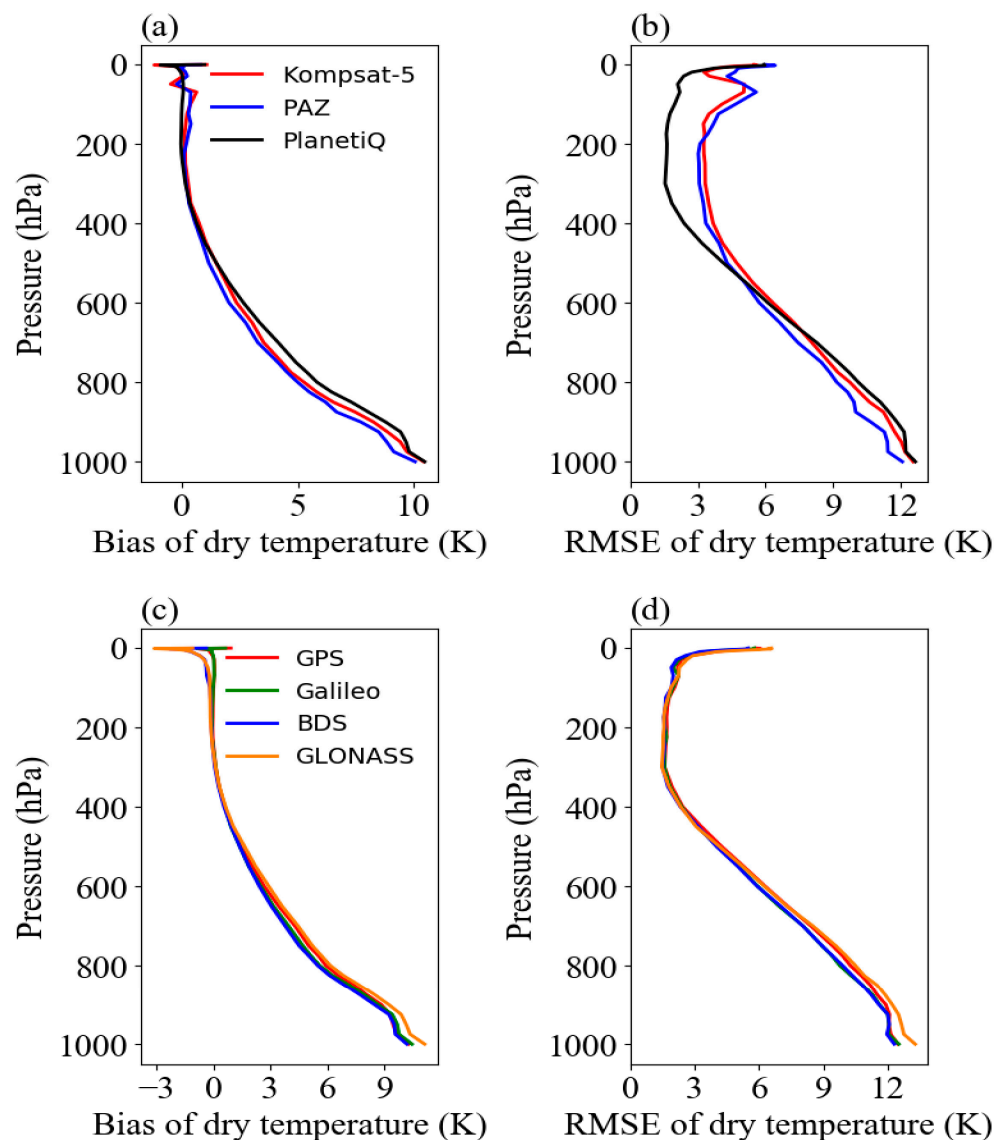 (a)
0
200
400
600
800
1000
Pressure (hPa)
Kompsat-5
PAZ
PlanetiQ
0
5
10
Bias of dry temperature (K)
(b)
0
200
400
600
800
1000
Pressure (hPa)
0
3
6
9
12
RMSE of dry temperature (K)
(c)
0
200
400
600
800
1000
Pressure (hPa)
GPS
Galileo
BDS
GLONASS
−3
0
3
6
9
Bias of dry temperature (K)
(d)
0
200
400
600
800
1000
Pressure (hPa)
0
3
6
9
12
RMSE of dry temperature (K)